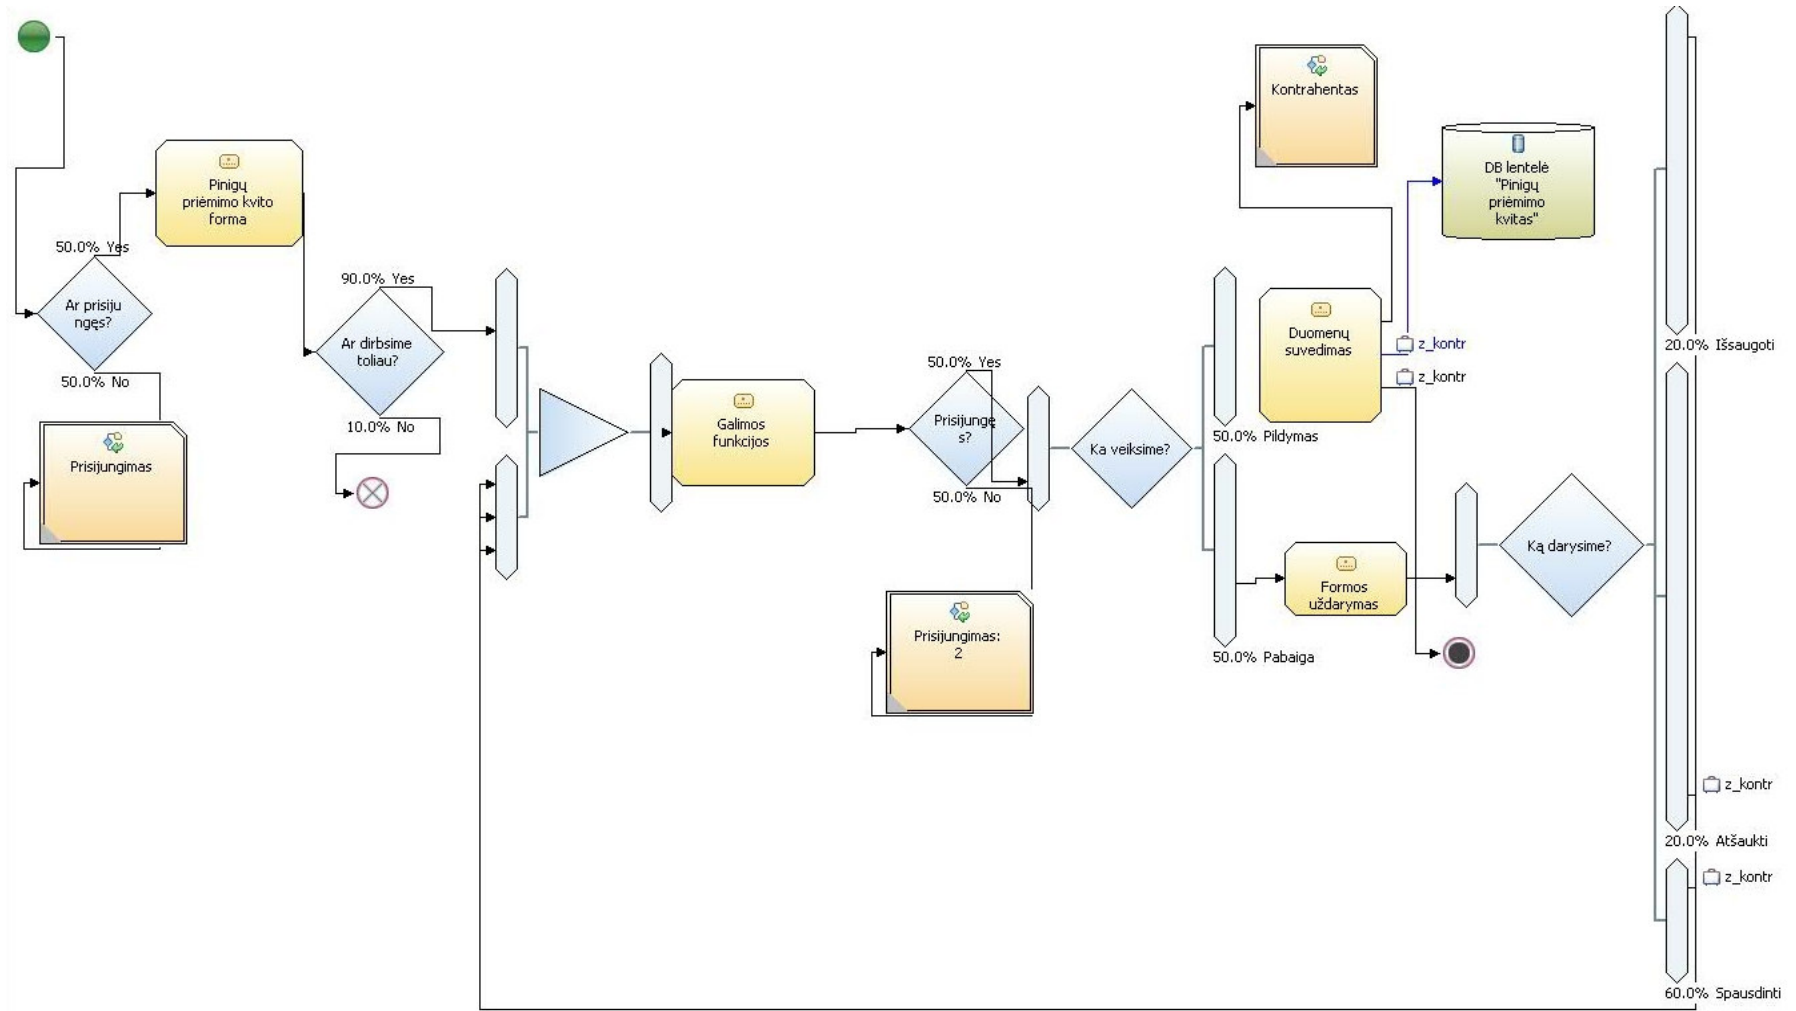 Kontrahentas
DB lentelė
"Pinigų
priėmimo
kvitas"
Pinigų
priėmimo kvito
forma
50.0% Yes
Ar prisiju
ngęs?
50.0% No
Prisijungimas
90.0% Yes
Ar dirbsime
toliau?
10.0% No
Galimos
funkcijos
50.0% Yes
Prisijungę
s?
50.0% No
Prisijungimas:
2
Ka veiksime?
Duomenų
suvedimas
z_kontr
z_kontr
50.0% Pildymas
Formos
uždarymas
50.0% Pabaiga
Ką darysime?
20.0% Išsaugoti
z_kontr
20.0% Atšaukti
z_kontr
60.0% Spausdinti